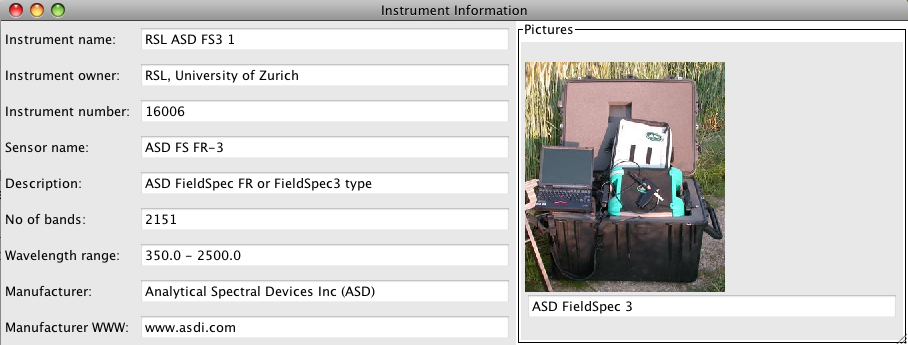 Instrument Information
Instrument name: RSL ASD FS3 1
Instrument owner: RSL, University of Zurich
Instrument number: 16006
Sensor name: ASD FS FR-3
Description: ASD FieldSpec FR or FieldSpec3 type
No of bands: 2151
Wavelength range: 350.0 - 2500.0
Manufacturer: Analytical Spectral Devices Inc (ASD)
Manufacturer WWW: www.asdi.com
Pictures
ASD FieldSpec 3